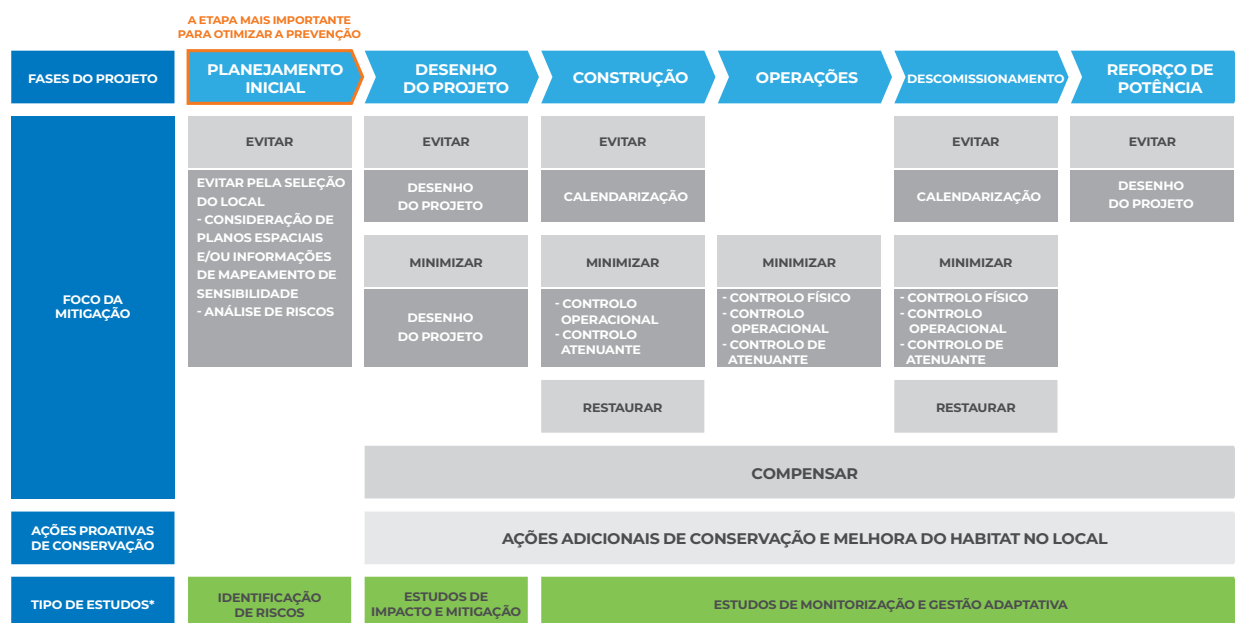 A ETAPA MAIS IMPORTANTE
PARA OTIMIZAR A PREVENÇÃO
FASES DO PROJETO
PLANEJAMENTO
INICIAL
DESENHO
DO PROJETO
CONSTRUÇÃO
OPERAÇÕES
DESCOMISSIONAMENTO
REFORÇO DE
POTÊNCIA
FOCO DA
MITIGAÇÃO
EVITAR
EVITAR PELA SELEÇÃO
DO LOCAL
- CONSIDERAÇÃO DE
PLANOS ESPACIAIS
E/OU INFORMAÇÕES
DE MAPEAMENTO DE
SENSIBILIDADE
- ANÁLISE DE RISCOS
EVITAR
DESENHO
DO PROJETO
MINIMIZAR
DESENHO
DO PROJETO
EVITAR
CALENDARIZAÇÃO
MINIMIZAR
- CONTROLO
OPERACIONAL
- CONTROLO
ATENUANTE
RESTAURAR
MINIMIZAR
- CONTROLO FÍSICO
- CONTROLO
OPERACIONAL
- CONTROLO DE
ATENUANTE
EVITAR
CALENDARIZAÇÃO
MINIMIZAR
- CONTROLO FÍSICO
- CONTROLO
OPERACIONAL
- CONTROLO DE
ATENUANTE
RESTAURAR
EVITAR
DESENHO
DO PROJETO
COMPENSAR
AÇÕES PROATIVAS
DE CONSERVAÇÃO
AÇÕES ADICIONAIS DE CONSERVAÇÃO E MELHORA DO HABITAT NO LOCAL
TIPO DE ESTUDOS*
IDENTIFICAÇÃO
DE RISCOS
ESTUDOS DE
IMPACTO E MITIGAÇÃO
ESTUDOS DE MONITORIZAÇÃO E GESTÃO ADAPTATIVA